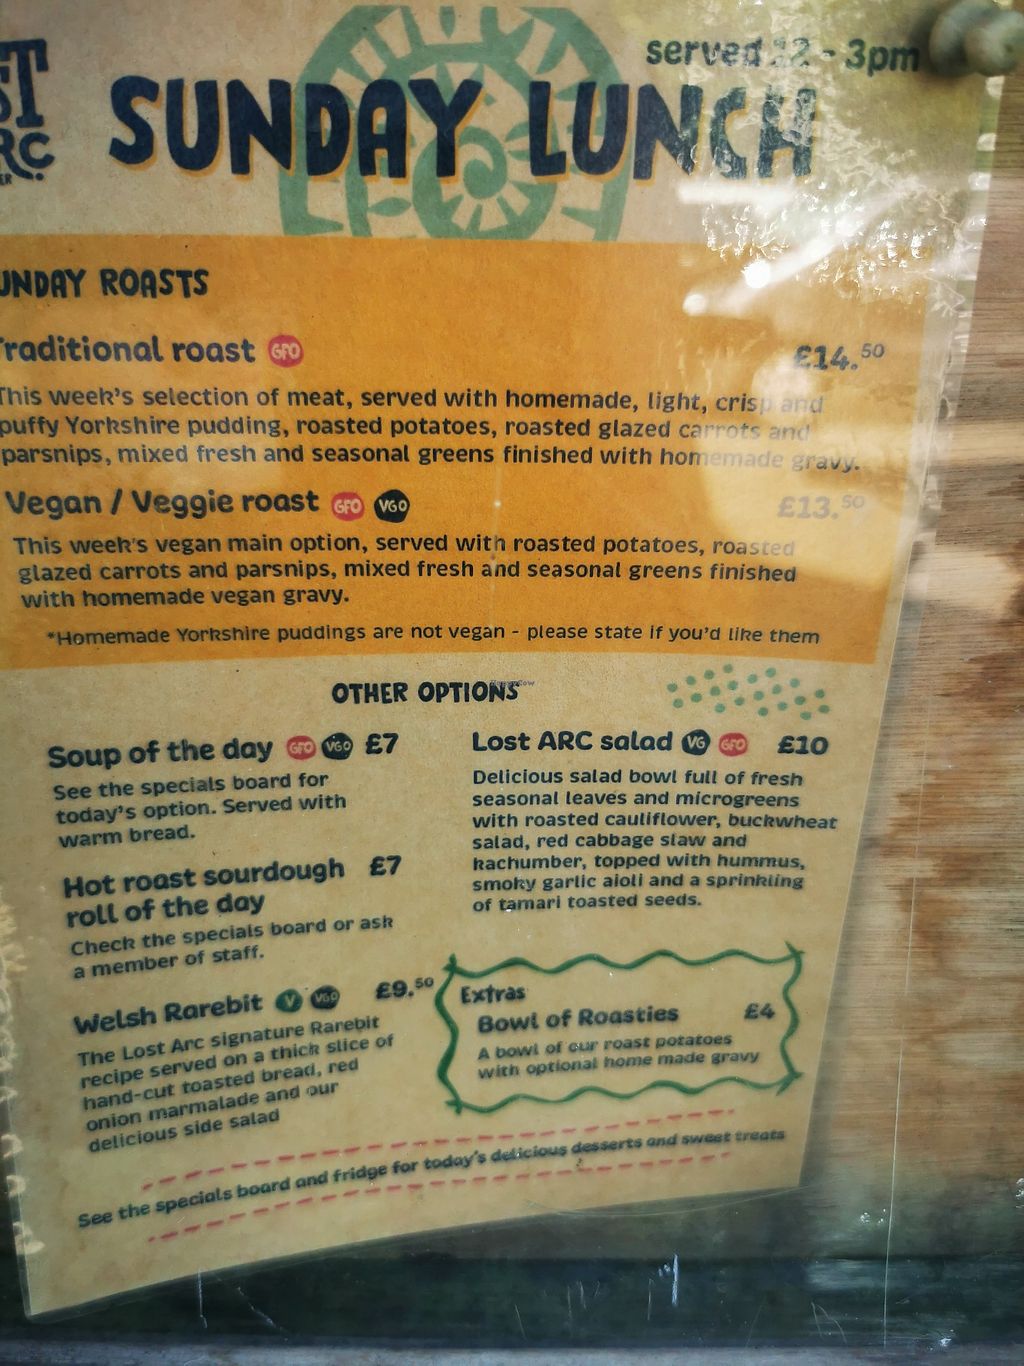 served 12 - 3pm
ST
RC.
SUNDAY LUNCH
UNDAY ROASTS
Traditional roast GFO £14.50
This week's selection of meat, served with homemade, light, crisp and
puffy Yorkshire pudding, roasted potatoes, roasted glazed carrots and
parsnips, mixed fresh and seasonal greens finished with homemade gravy.
Vegan / Veggie roast GFO VGO £13.50
This week's vegan main option, served with roasted potatoes, roasted
glazed carrots and parsnips, mixed fresh and seasonal greens finished
with homemade vegan gravy.
*Homemade Yorkshire puddings are not vegan - please state if you'd like them
OTHER OPTIONS
Soup of the day GFO VGO £7
See the specials board for
today's option. Served with
warm bread.
Hot roast sourdough £7
roll of the day
Check the specials board or ask
a member of staff.
Welsh Rarebit V VGO £9.50
The Lost Arc signature Rarebit
recipe served on a thick slice of
hand-cut toasted bread, red
onion marmalade and our
delicious side salad
Lost ARC salad VG GFO £10
Delicious salad bowl full of fresh
seasonal leaves and microgreens
with roasted cauliflower, buckwheat
salad, red cabbage slaw and
kachumber, topped with hummus,
smoky garlic aioli and a sprinkling
of tamari toasted seeds.
Extras
Bowl of Roasties £4
A bowl of our roast potatoes
with optional home made gravy
See the specials board and fridge for today's delicious desserts and sweet treats